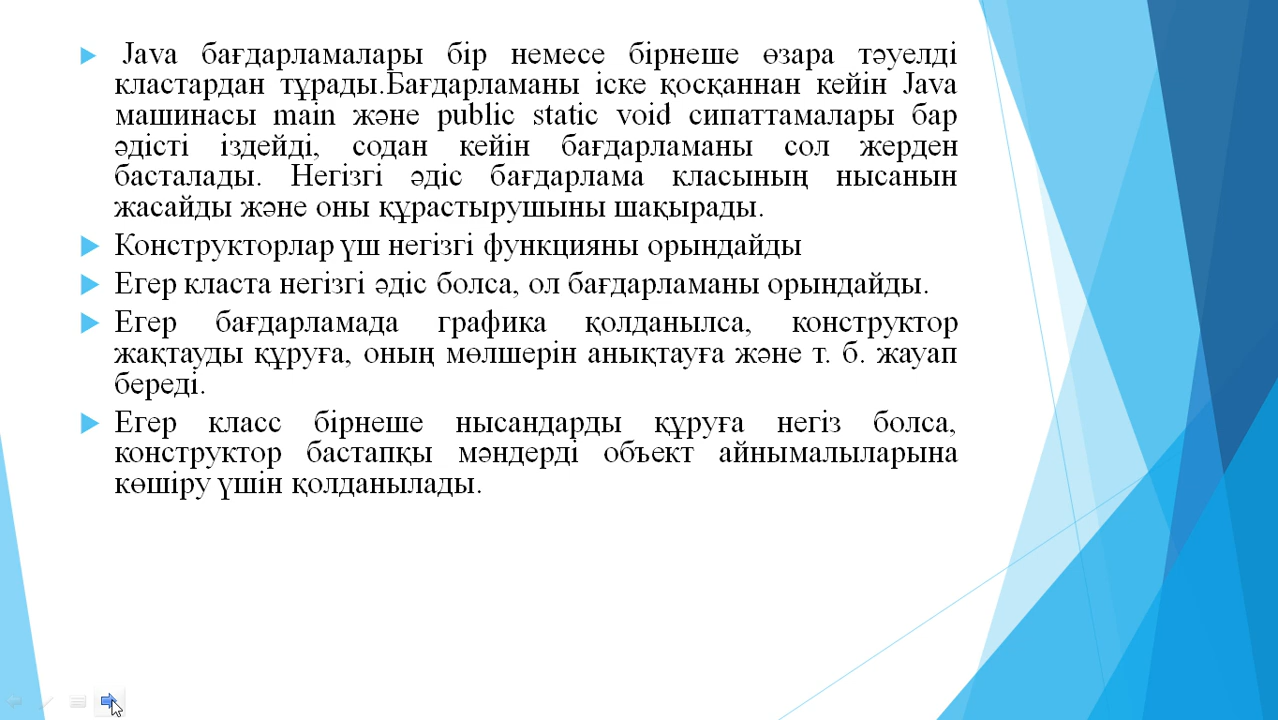 Java бағдарламалары бір немесе бірнеше өзара тәуелді
кластардан тұрады.Бағдарламаны іске қосқаннан кейін Java
машинасы main және public static void сипаттамалары бар
әдісті іздейді, содан кейін бағдарламаны сол жерден
басталады. Негізгі әдіс бағдарлама класының нысанын
жасайды және оны құрастырушыны шақырады.
Конструкторлар үш негізгі функцияны орындайды
Егер класта негізгі әдіс болса, ол бағдарламаны орындайды.
Егер бағдарламада графика қолданылса, конструктор
жақтауды құруға, оның мөлшерін анықтауға және т. б. жауап
береді.
Егер класс бірнеше нысандарды құруға негіз болса,
конструктор бастапқы мәндерді объект айнымалыларына
көшіру үшін қолданылады.